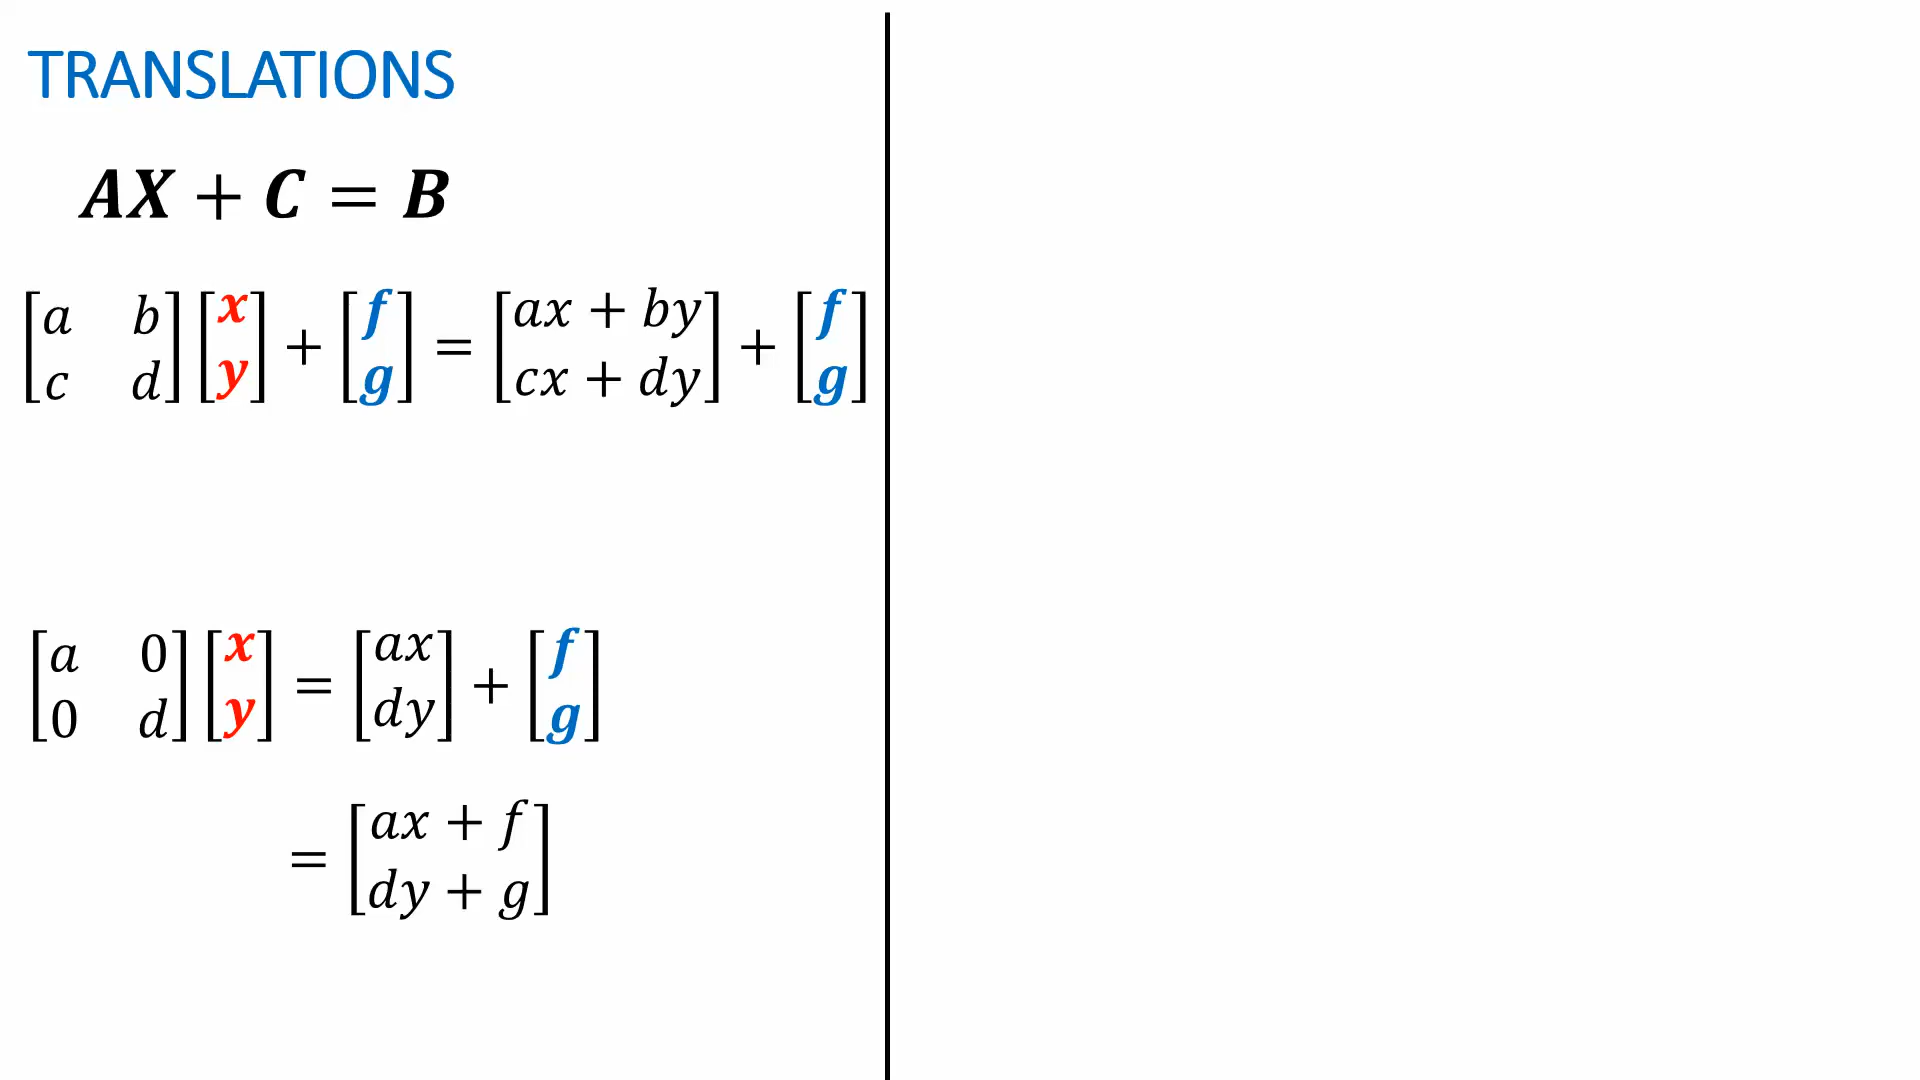 TRANSLATIONS
AX + C = B
[a b; c d] [x; y] + [f; g] = [ax + by; cx + dy] + [f; g]
[a 0; 0 d] [x; y] = [ax; dy] + [f; g]
= [ax + f; dy + g]